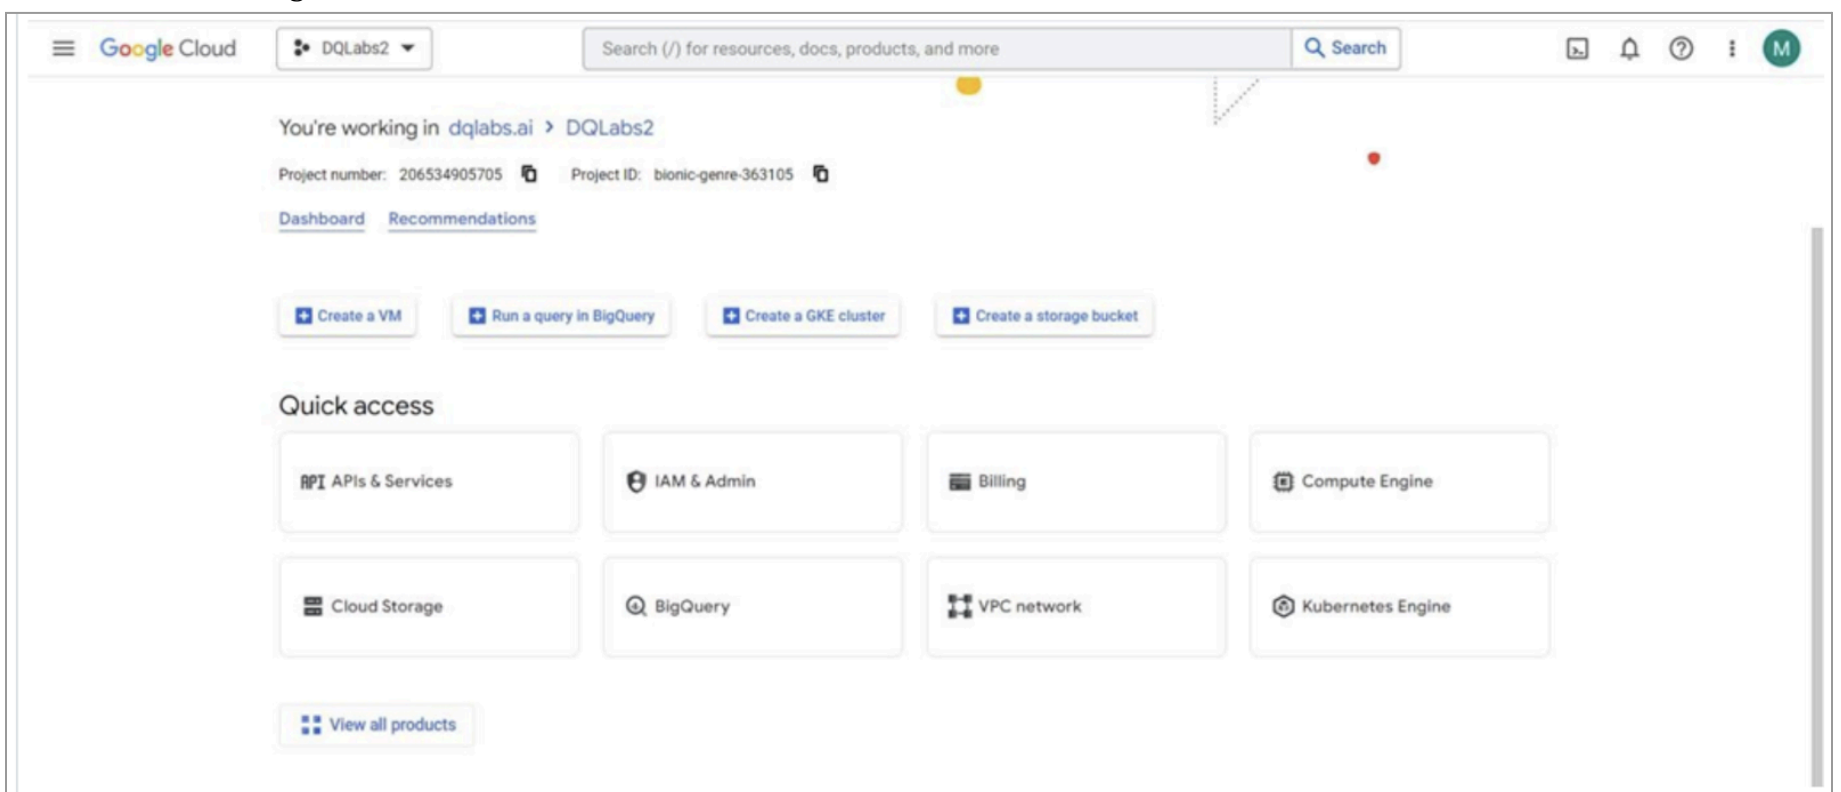 Google Cloud DQLabs2 Search (/) for resources, docs, products, and more Search M
You're working in dqlabs.ai > DQLabs2
Project number: 206534905705 Project ID: bionic-genre-363105
Dashboard Recommendations
Create a VM Run a query in BigQuery Create a GKE cluster Create a storage bucket
Quick access
API APIs & Services IAM & Admin Billing Compute Engine
Cloud Storage BigQuery VPC network Kubernetes Engine
View all products